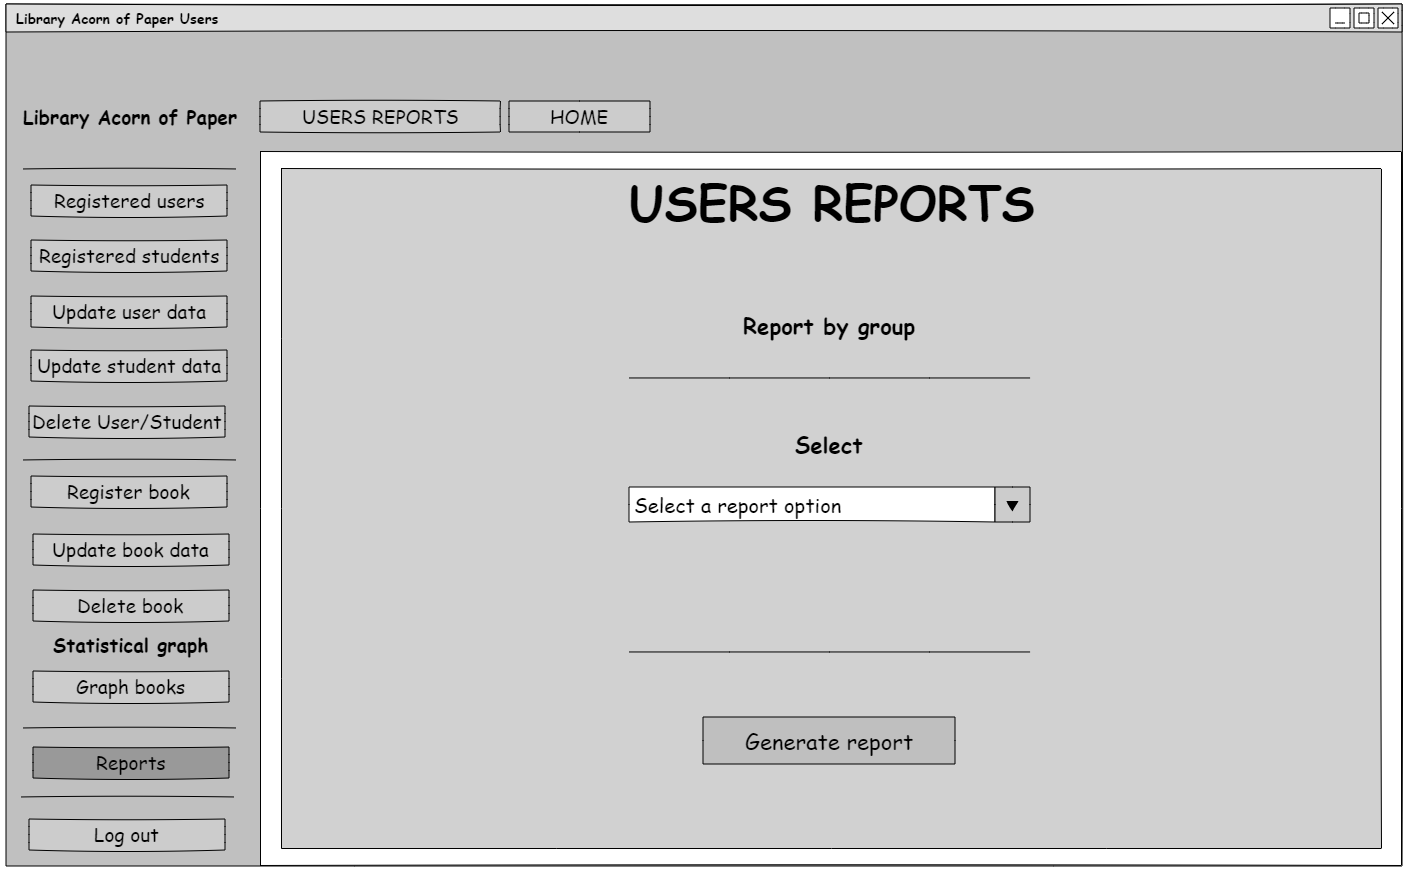 Library Acorn of Paper Users
Library Acorn of Paper
USERS REPORTS
HOME
Registered users
Registered students
Update user data
Update student data
Delete User/Student
Register book
Update book data
Delete book
Statistical graph
Graph books
Reports
Log out
USERS REPORTS
Report by group
Select
Select a report option
Generate report